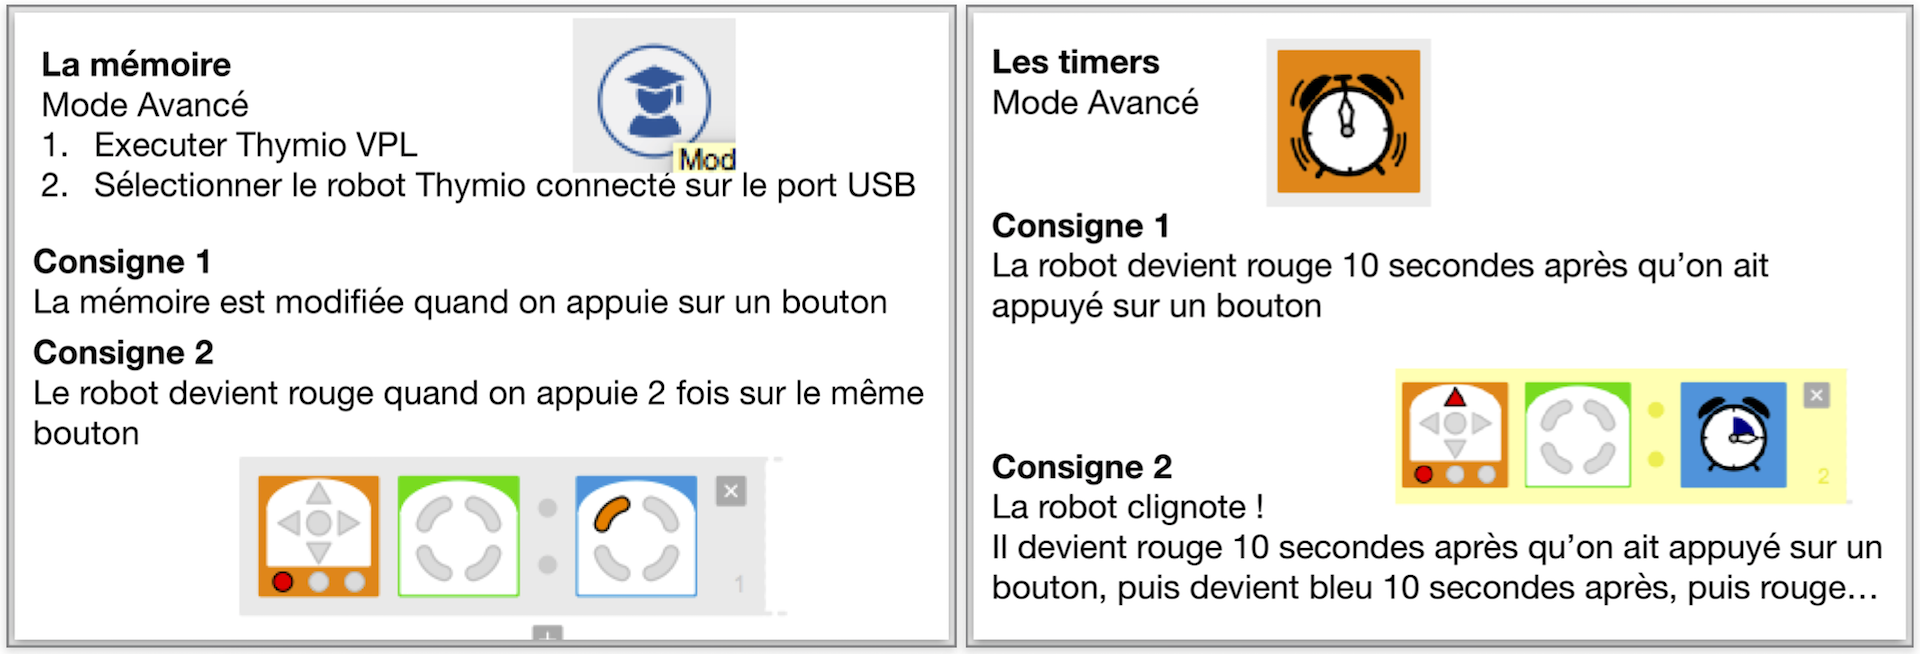 La mémoire
Mode Avancé
1. Executer Thymio VPL
2. Sélectionner le robot Thymio connecté sur le port USB
Mod
Consigne 1
La mémoire est modifiée quand on appuie sur un bouton
Consigne 2
Le robot devient rouge quand on appuie 2 fois sur le même
bouton
1
Les timers
Mode Avancé
Consigne 1
La robot devient rouge 10 secondes après qu’on ait
appuyé sur un bouton
2
Consigne 2
La robot clignote !
Il devient rouge 10 secondes après qu’on ait appuyé sur un
bouton, puis devient bleu 10 secondes après, puis rouge…